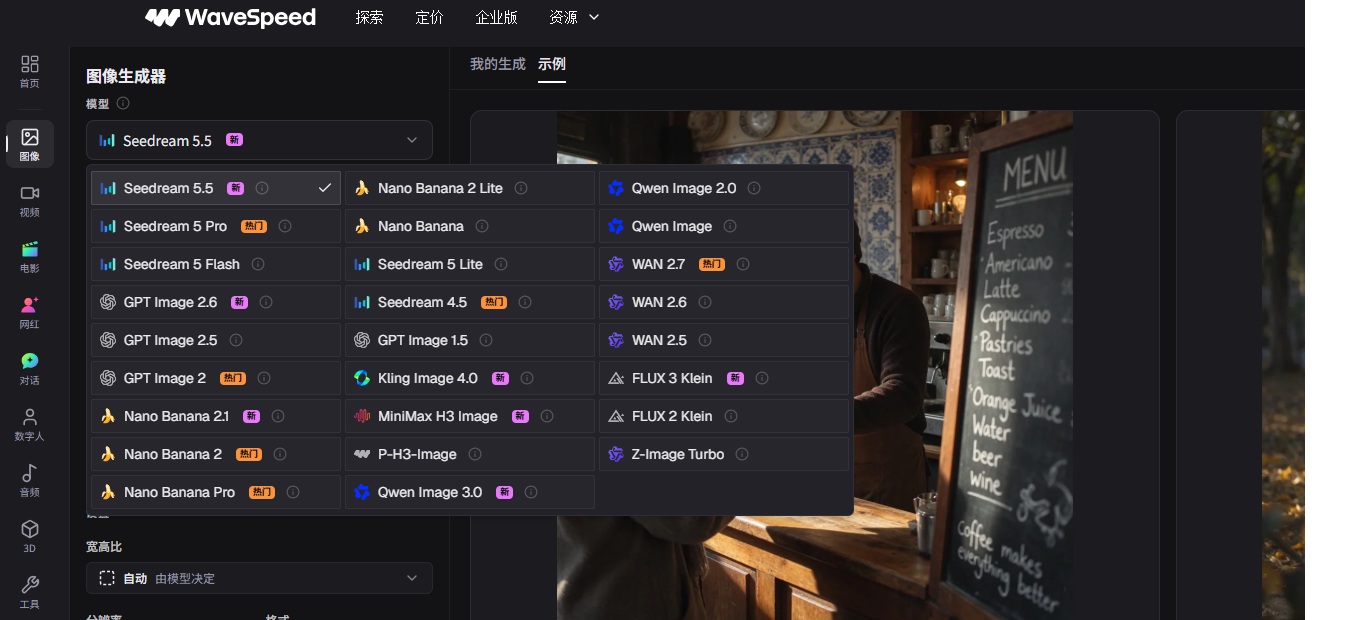 WaveSpeed
探索
定价
企业版
资源
首页
图像
视频
电影
网红
对话
数字人
音频
3D
工具
图像生成器
模型
Seedream 5.5 新
Seedream 5.5 新
Seedream 5 Pro 热门
Seedream 5 Flash
GPT Image 2.6 新
GPT Image 2.5
GPT Image 2 热门
Nano Banana 2.1 新
Nano Banana 2 热门
Nano Banana Pro 热门
Nano Banana 2 Lite
Nano Banana
Seedream 5 Lite
Seedream 4.5 热门
GPT Image 1.5
Kling Image 4.0 新
MiniMax H3 Image 新
P-H3-Image
Qwen Image 3.0 新
Qwen Image 2.0
Qwen Image
WAN 2.7 热门
WAN 2.6
WAN 2.5
FLUX 3 Klein 新
FLUX 2 Klein
Z-Image Turbo
宽高比
自动 由模型决定
分辨率
格式
我的生成
示例
MENU
Espresso
Americano
Latte
Cappuccino
Pastries
Toast
Orange Juice
Water
beer
wine
Coffee makes
everything better